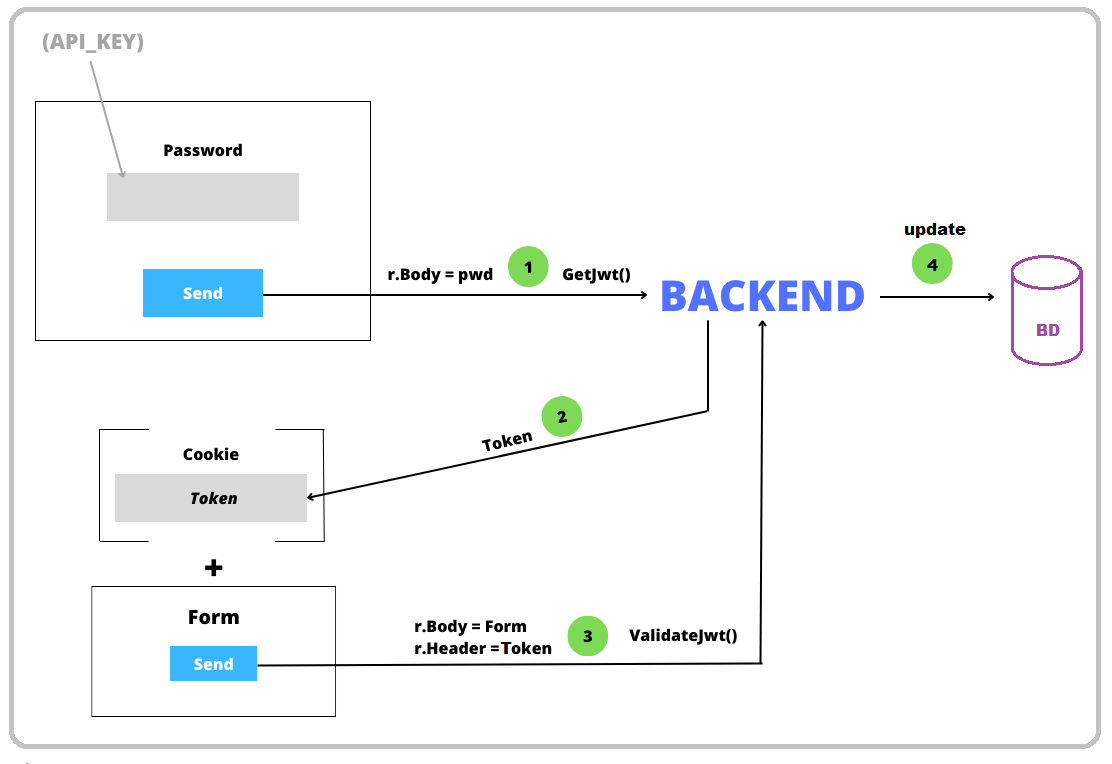 (API_KEY)
Password
Send
r.Body = pwd
1
GetJwt()
BACKEND
update
4
BD
2
Token
Cookie
Token
+
Form
Send
r.Body = Form
r.Header =Token
3
ValidateJwt()